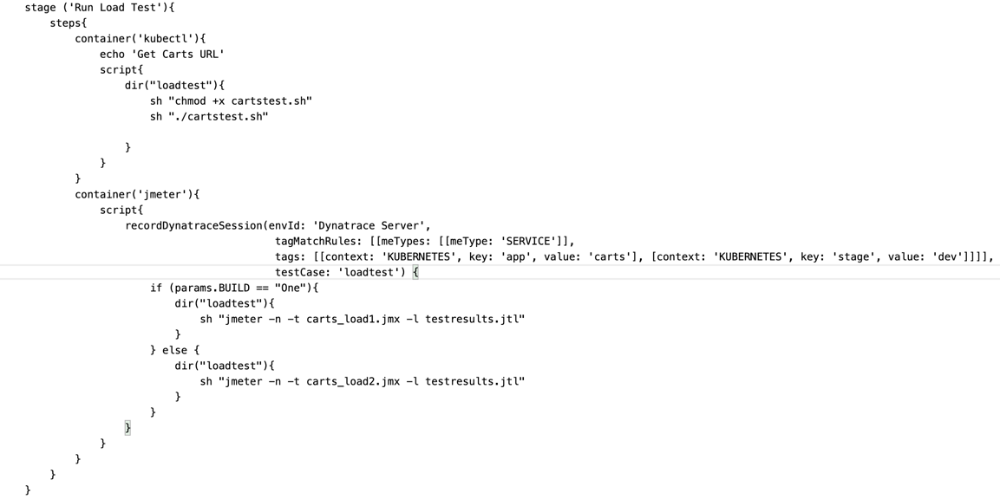 stage ('Run Load Test'){
steps{
container('kubectl'){
echo 'Get Carts URL'
script{
dir("loadtest"){
sh "chmod +x cartstest.sh"
sh "./cartstest.sh"
}
}
}
container('jmeter'){
script{
recordDynatraceSession(envId: 'Dynatrace Server',
tagMatchRules: [[meTypes: [[meType: 'SERVICE']],
tags: [[context: 'KUBERNETES', key: 'app', value: 'carts'], [context: 'KUBERNETES', key: 'stage', value: 'dev']]]],
testCase: 'loadtest') {
if (params.BUILD == "One"){
dir("loadtest"){
sh "jmeter -n -t carts_load1.jmx -l testresults.jtl"
}
} else {
dir("loadtest"){
sh "jmeter -n -t carts_load2.jmx -l testresults.jtl"
}
}
}
}
}
}
}